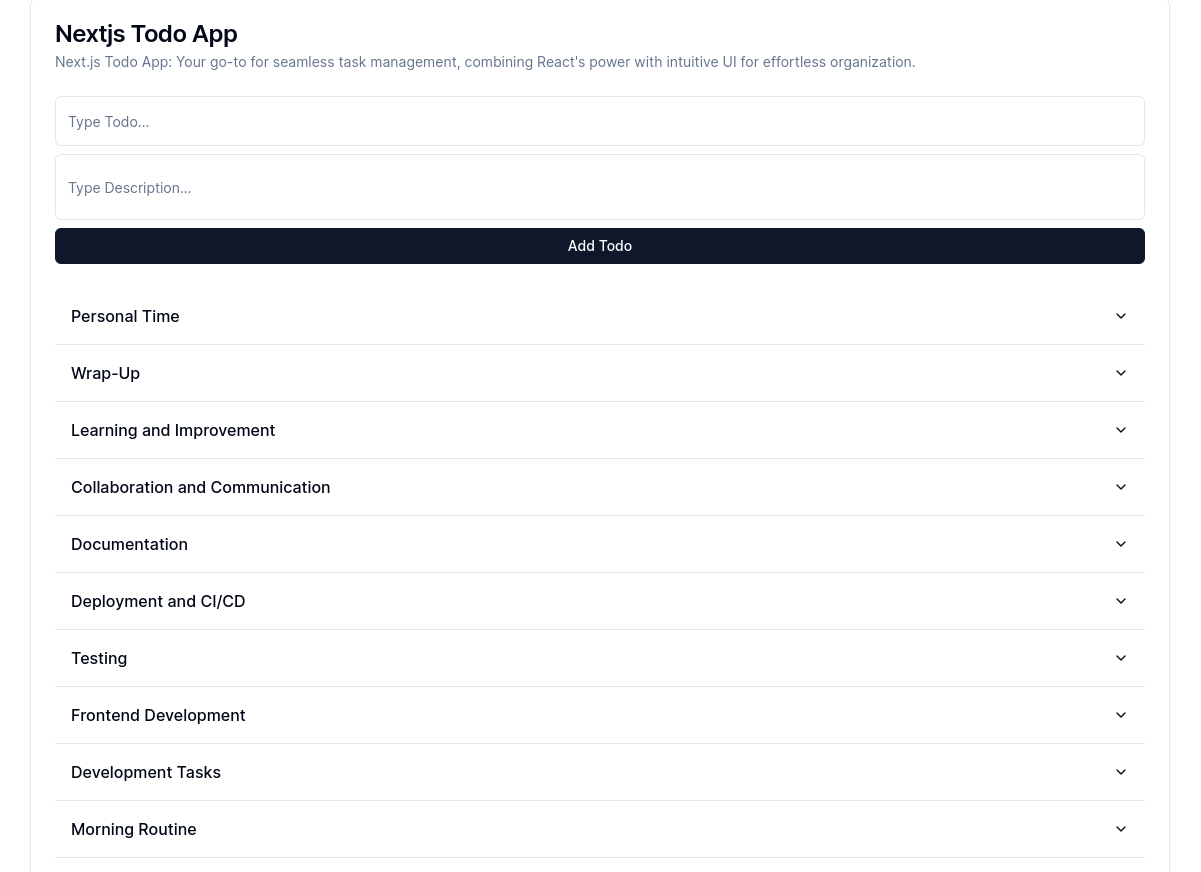 Nextjs Todo App
Next.js Todo App: Your go-to for seamless task management, combining React's power with intuitive UI for effortless organization.
Type Todo...
Type Description...
Add Todo
Personal Time
Wrap-Up
Learning and Improvement
Collaboration and Communication
Documentation
Deployment and CI/CD
Testing
Frontend Development
Development Tasks
Morning Routine